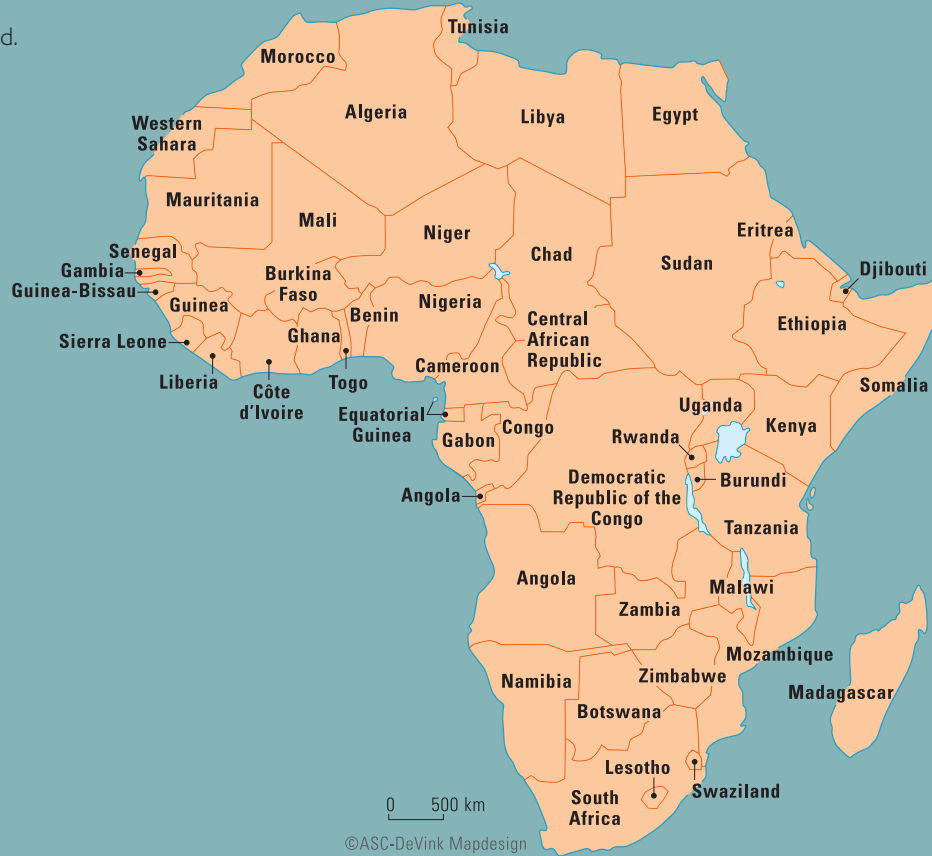 d.
Tunisia
Morocco
Algeria
Libya
Egypt
Western
Sahara
Mauritania
Mali
Niger
Chad
Sudan
Eritrea
Djibouti
Senegal
Gambia
Guinea-Bissau
Guinea
Burkina
Faso
Benin
Nigeria
Ghana
Central
African
Republic
Ethiopia
Sierra Leone
Liberia
Côte
d'Ivoire
Togo
Cameroon
Somalia
Equatorial
Guinea
Gabon
Congo
Uganda
Kenya
Rwanda
Burundi
Democratic
Republic of the
Congo
Angola
Tanzania
Angola
Malawi
Zambia
Mozambique
Namibia
Zimbabwe
Madagascar
Botswana
Lesotho
Swaziland
South
Africa
0 500 km
©ASC-DeVink Mapdesign